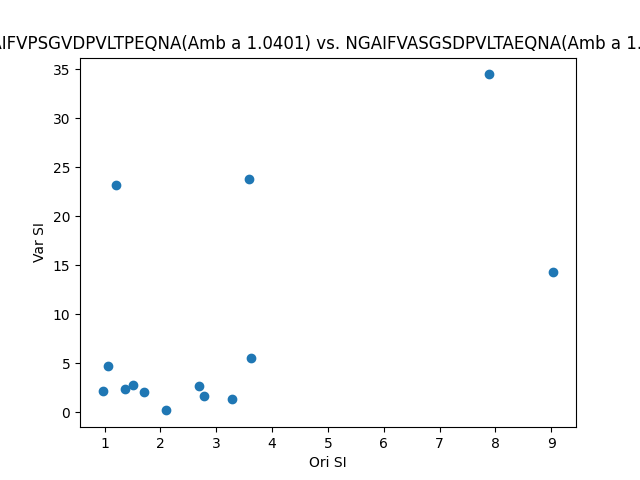 AIFVPSGVDPVLTPEQNA(Amb a 1.0401) vs. NGAIFVASGSDPVLTAEQNA(Amb a 1.
Var SI
35
30
25
20
15
10
5
0
1 2 3 4 5 6 7 8 9
Ori SI